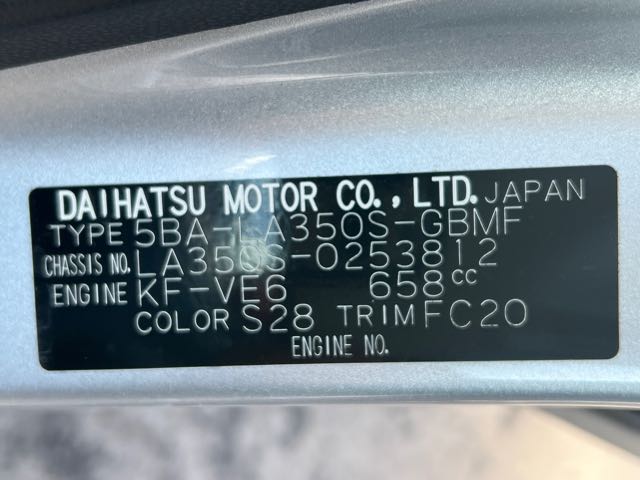 DAIHATSU MOTOR CO.,LTD. JAPAN
TYPE 5BA-LA350S-GBMF
CHASSIS NO. LA350S-0253812
ENGINE KF-VE6 658cc
COLOR S28 TRIM FC20
ENGINE NO.